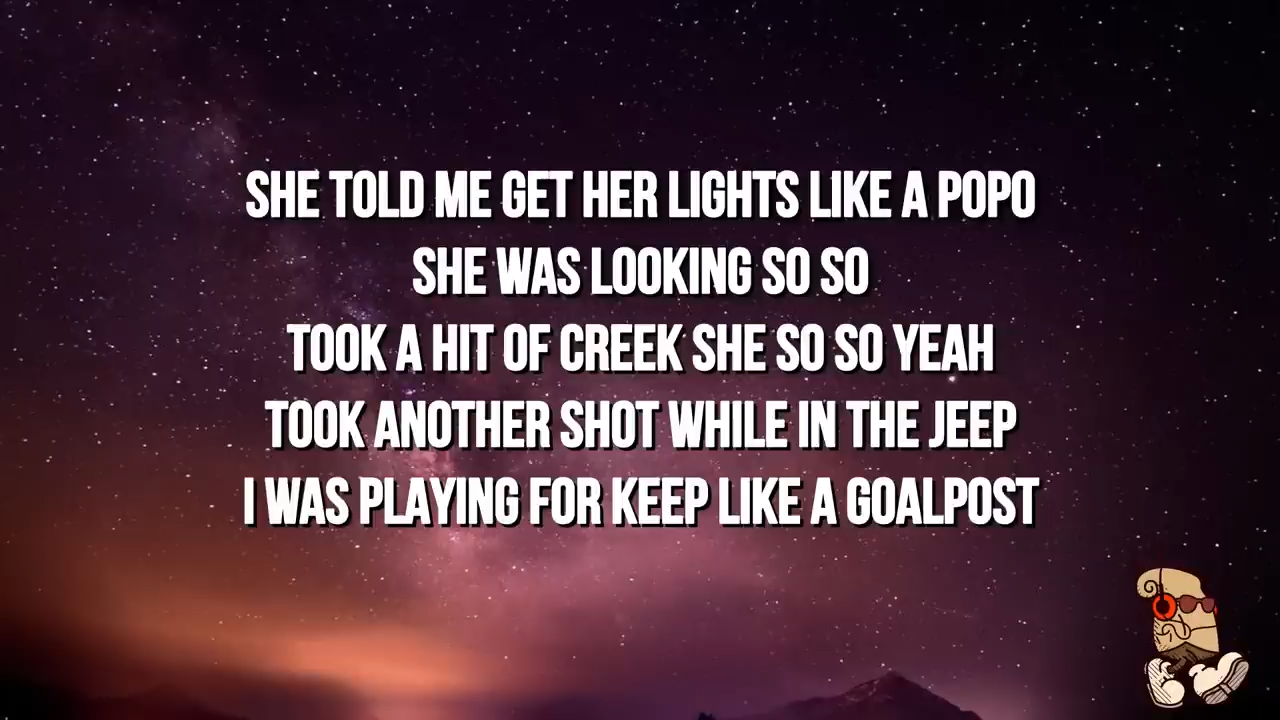 SHE TOLD ME GET HER LIGHTS LIKE A POPO
SHE WAS LOOKING SO SO
TOOK A HIT OF CREEK SHE SO SO YEAH
TOOK ANOTHER SHOT WHILE IN THE JEEP
I WAS PLAYING FOR KEEP LIKE A GOALPOST